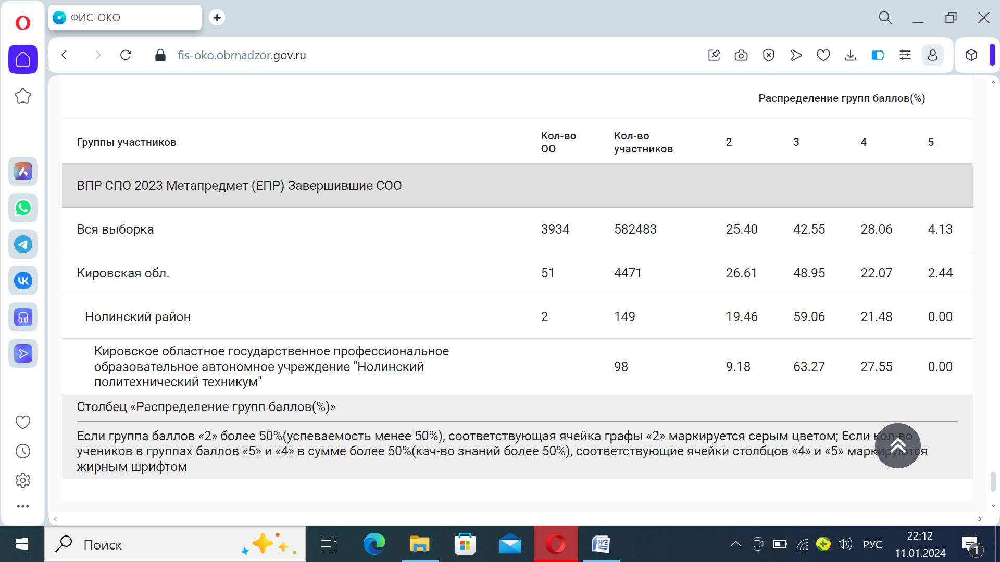 ФИС-ОКО
fis-oko.obrnadzor.gov.ru
Распределение групп баллов(%)
Группы участников Кол-во ОО Кол-во участников 2 3 4 5
ВПР СПО 2023 Метапредмет (ЕПР) Завершившие СОО
Вся выборка 3934 582483 25.40 42.55 28.06 4.13
Кировская обл. 51 4471 26.61 48.95 22.07 2.44
Нолинский район 2 149 19.46 59.06 21.48 0.00
Кировское областное государственное профессиональное
образовательное автономное учреждение "Нолинский 98 9.18 63.27 27.55 0.00
политехнический техникум"
Столбец «Распределение групп баллов(%)»
Если группа баллов «2» более 50%(успеваемость менее 50%), соответствующая ячейка графы «2» маркируется серым цветом; Если кол-во
учеников в группах баллов «5» и «4» в сумме более 50%(кач-во знаний более 50%), соответствующие ячейки столбцов «4» и «5» маркируются
жирным шрифтом
Поиск
РУС
22:12
11.01.2024
1